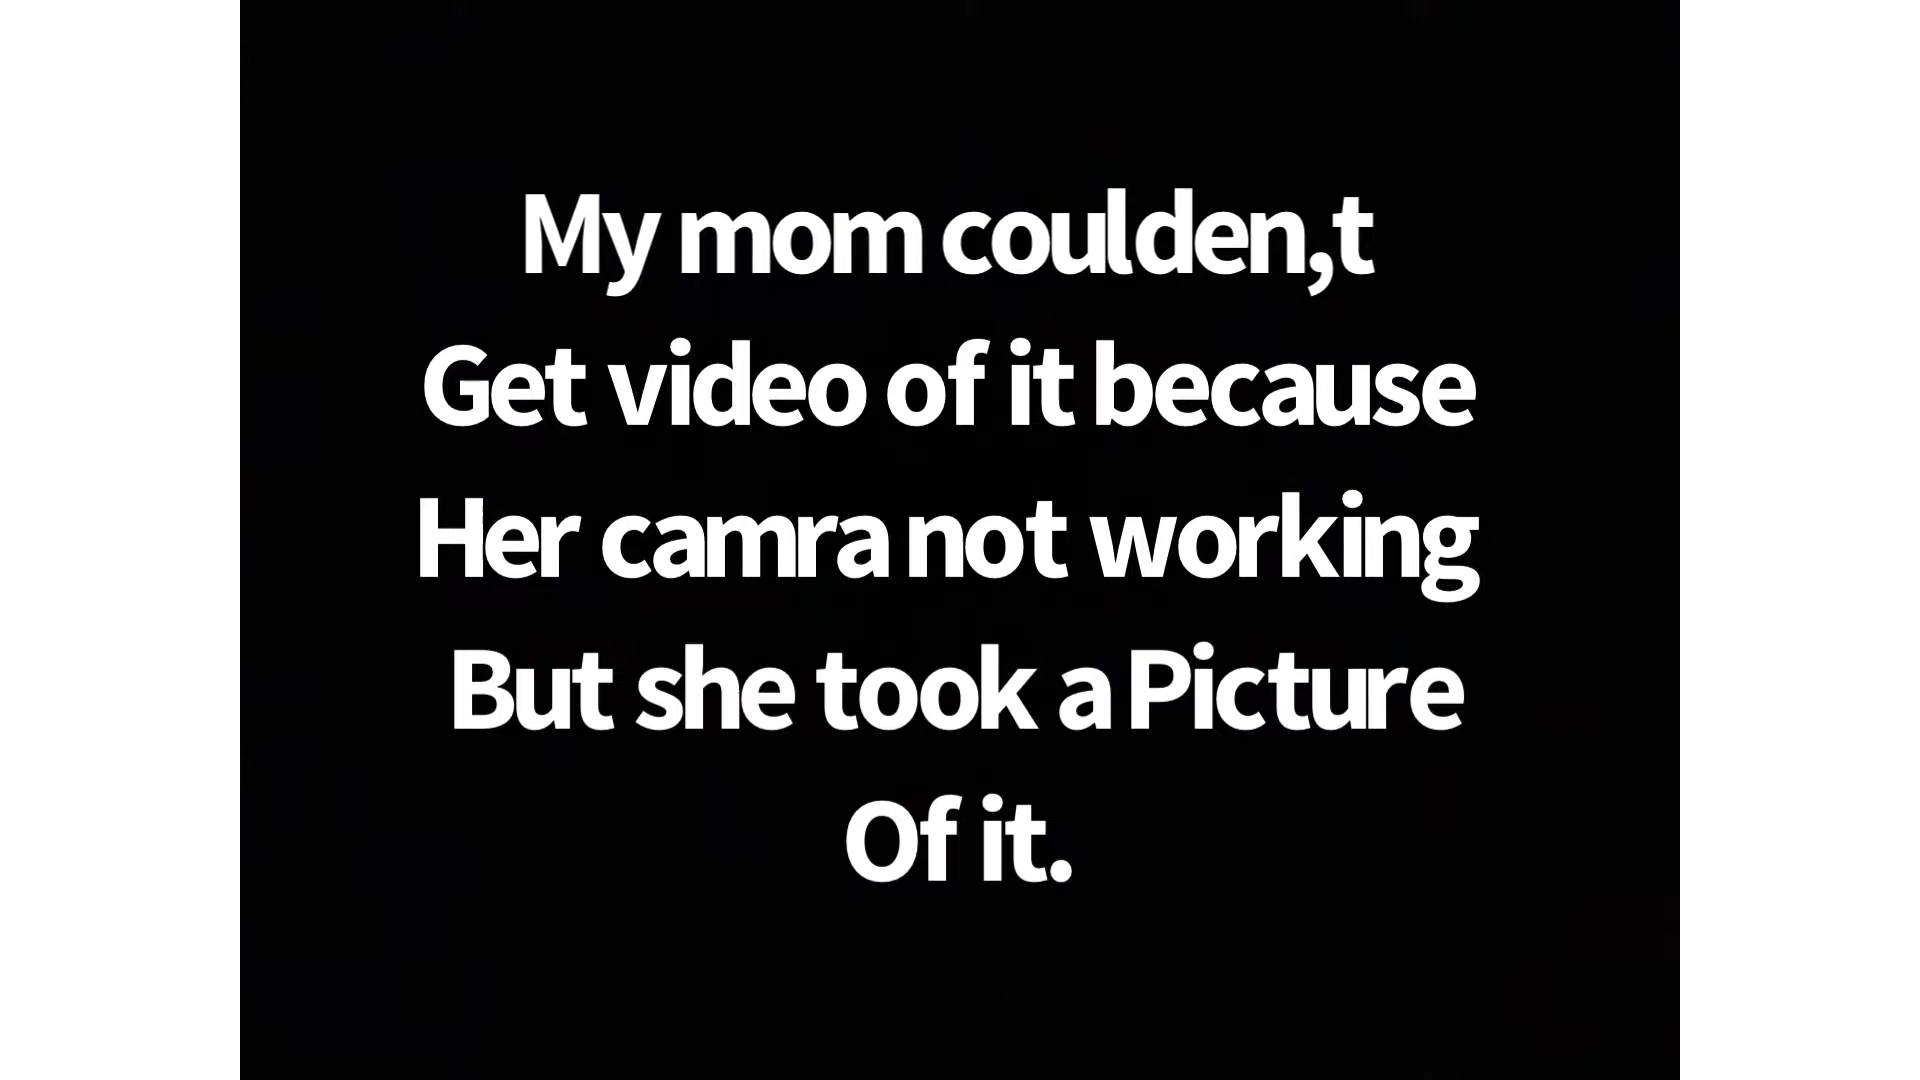 My mom coulden,t
Get video of it because
Her camra not working
But she took a Picture
Of it.